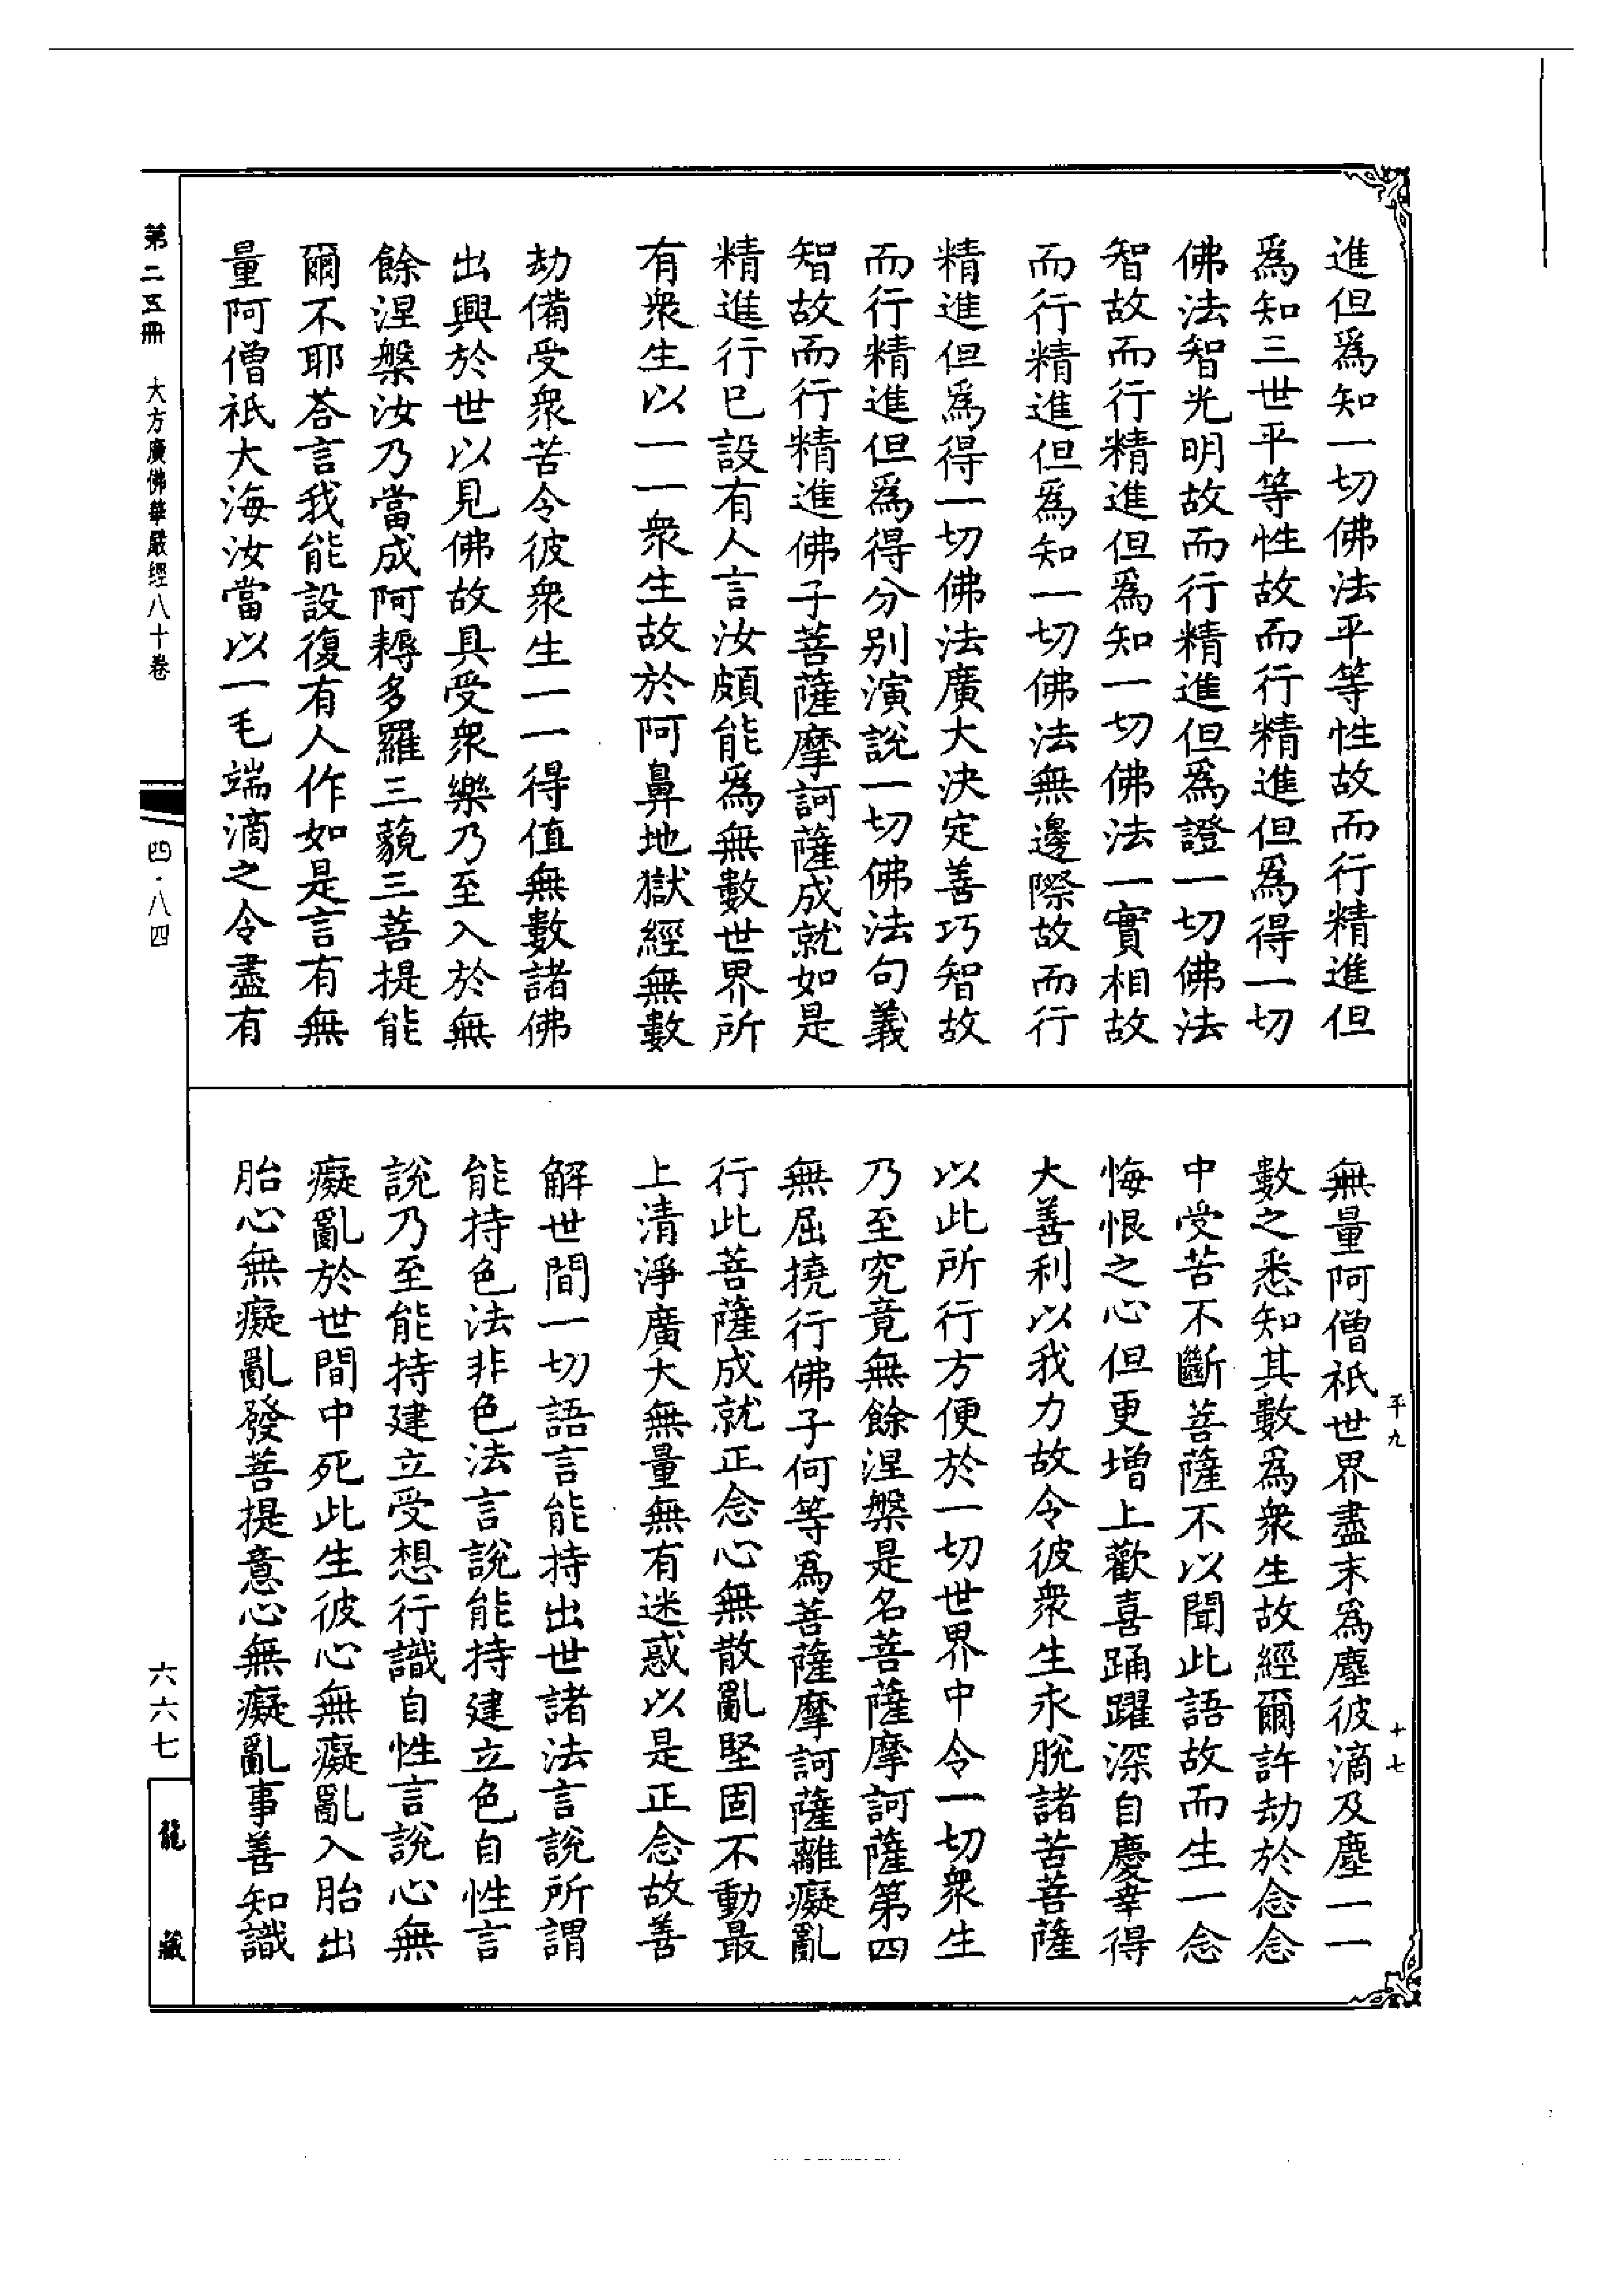 進但爲知一切佛法平等性故而行精進但
爲知三世平等性故而行精進但爲得一切
佛法智光明故而行精進但爲證一切佛法
智故而行精進但爲知一切佛法一實相故
而行精進但爲知一切佛法無邊際故而行
精進但爲得一切佛法廣大決定善巧智故
而行精進但爲得分別演說一切佛法句義
智故而行精進佛子菩薩摩訶薩成就如是
精進行已設有人言汝頗能爲無數世界所
有衆生以一一衆生故於阿鼻地獄經無數
劫備受衆苦令彼衆生一一得值無數諸佛
出興於世以見佛故具受衆樂乃至入於無
餘涅槃汝乃當成阿耨多羅三藐三菩提能
爾不耶荅言我能設復有人作如是言有無
量阿僧祇大海汝當以一毛端滴之令盡有
無量阿僧祇世界盡末爲塵彼滴及塵一一
數之悉知其數爲衆生故經爾許劫於念念
中受苦不斷菩薩不以聞此語故而生一念
悔恨之心但更增上歡喜踊躍深自慶幸得
大善利以我力故令彼衆生永脫諸苦菩薩
以此所行方便於一切世界中令一切衆生
乃至究竟無餘涅槃是名菩薩摩訶薩第四
無屈撓行佛子何等爲菩薩摩訶薩離癡亂
行此菩薩成就正念心無散亂堅固不動最
上清淨廣大無量無有迷惑以是正念故善
解世間一切語言能持出世諸法言說所謂
能持色法非色法言說能持建立色自性言
說乃至能持建立受想行識自性言說心無
癡亂於世間中死此生彼心無癡亂入胎出
胎心無癡亂發菩提意心無癡亂事善知識
平九
十七
第二五冊 大方廣佛華嚴經八十卷
四·八四
六六七
龍藏